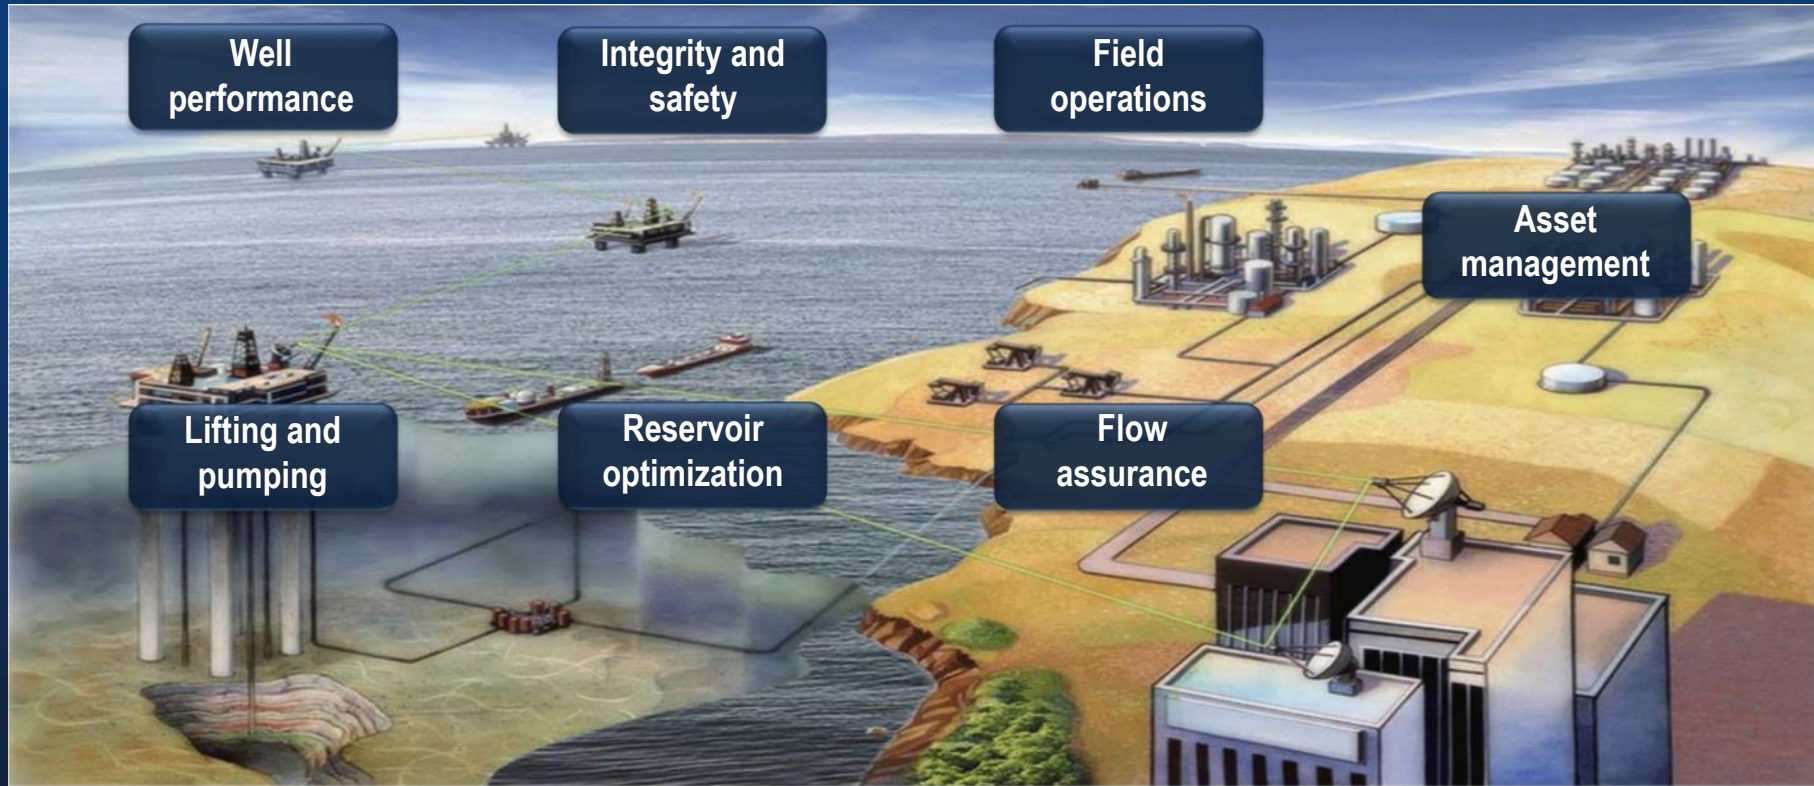 Well
performance
Integrity and
safety
Field
operations
Asset
management
Lifting and
pumping
Reservoir
optimization
Flow
assurance